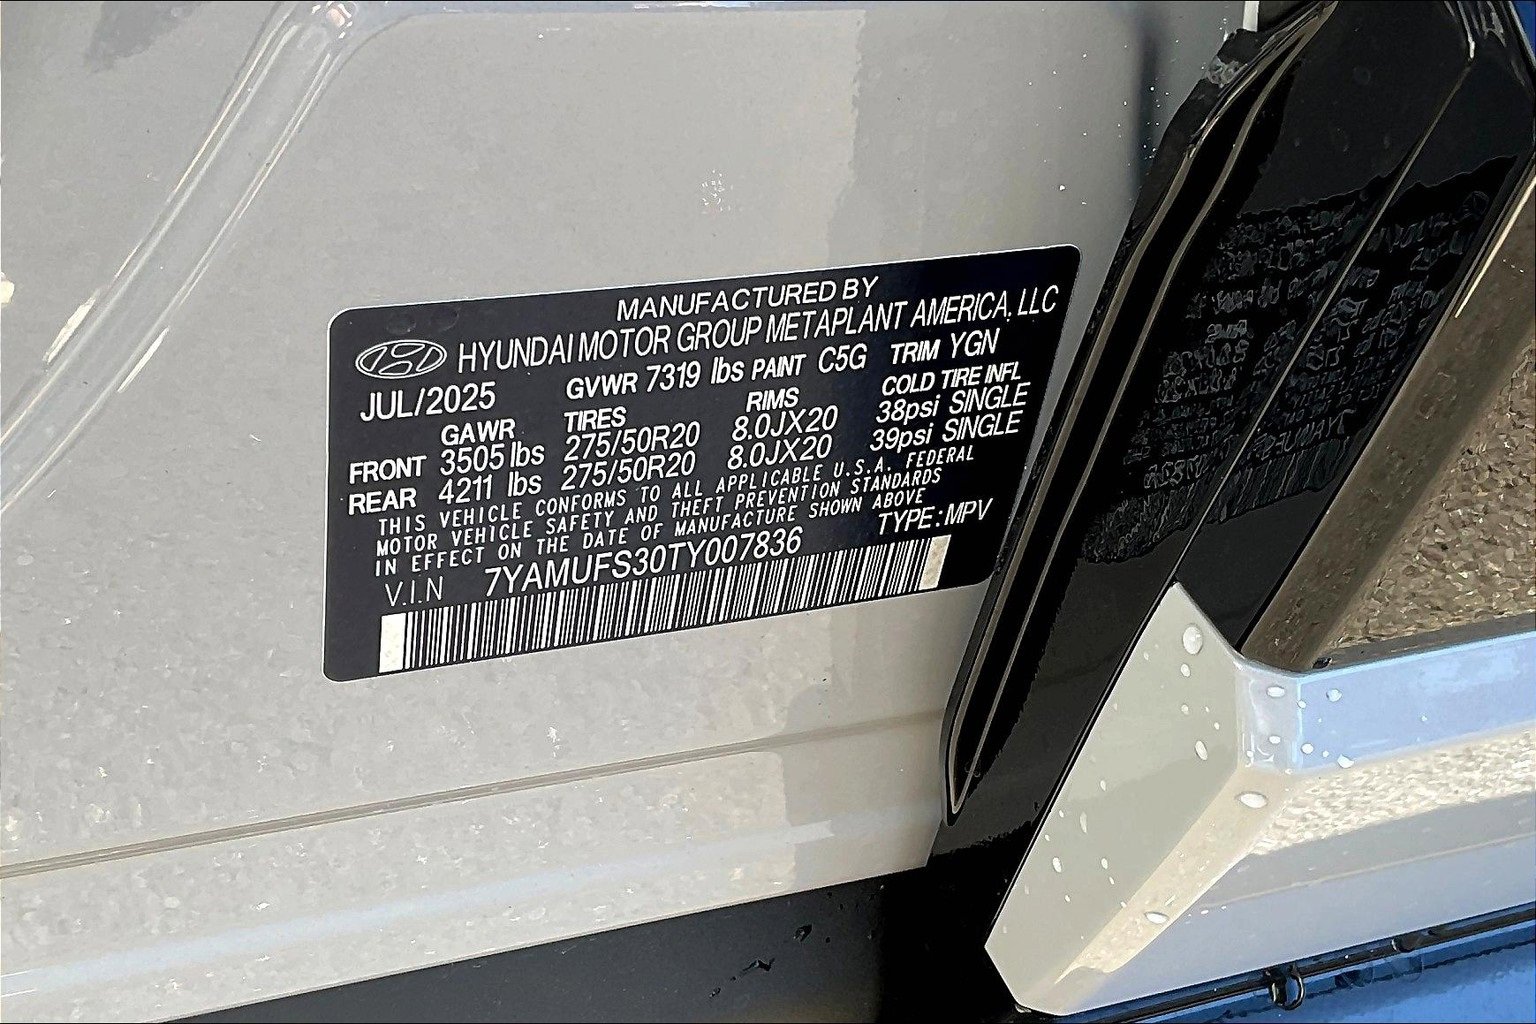 MANUFACTURED BY
HYUNDAI MOTOR GROUP METAPLANT AMERICA, LLC
JUL/2025 GVWR 7319 lbs PAINT C5G TRIM YGN
GAWR TIRES RIMS COLD TIRE INFL
FRONT 3505 lbs 275/50R20 8.0JX20 38psi SINGLE
REAR 4211 lbs 275/50R20 8.0JX20 39psi SINGLE
THIS VEHICLE CONFORMS TO ALL APPLICABLE U.S.A. FEDERAL
MOTOR VEHICLE SAFETY AND THEFT PREVENTION STANDARDS
IN EFFECT ON THE DATE OF MANUFACTURE SHOWN ABOVE
V.I.N 7YAMUFS30TY007836 TYPE:MPV